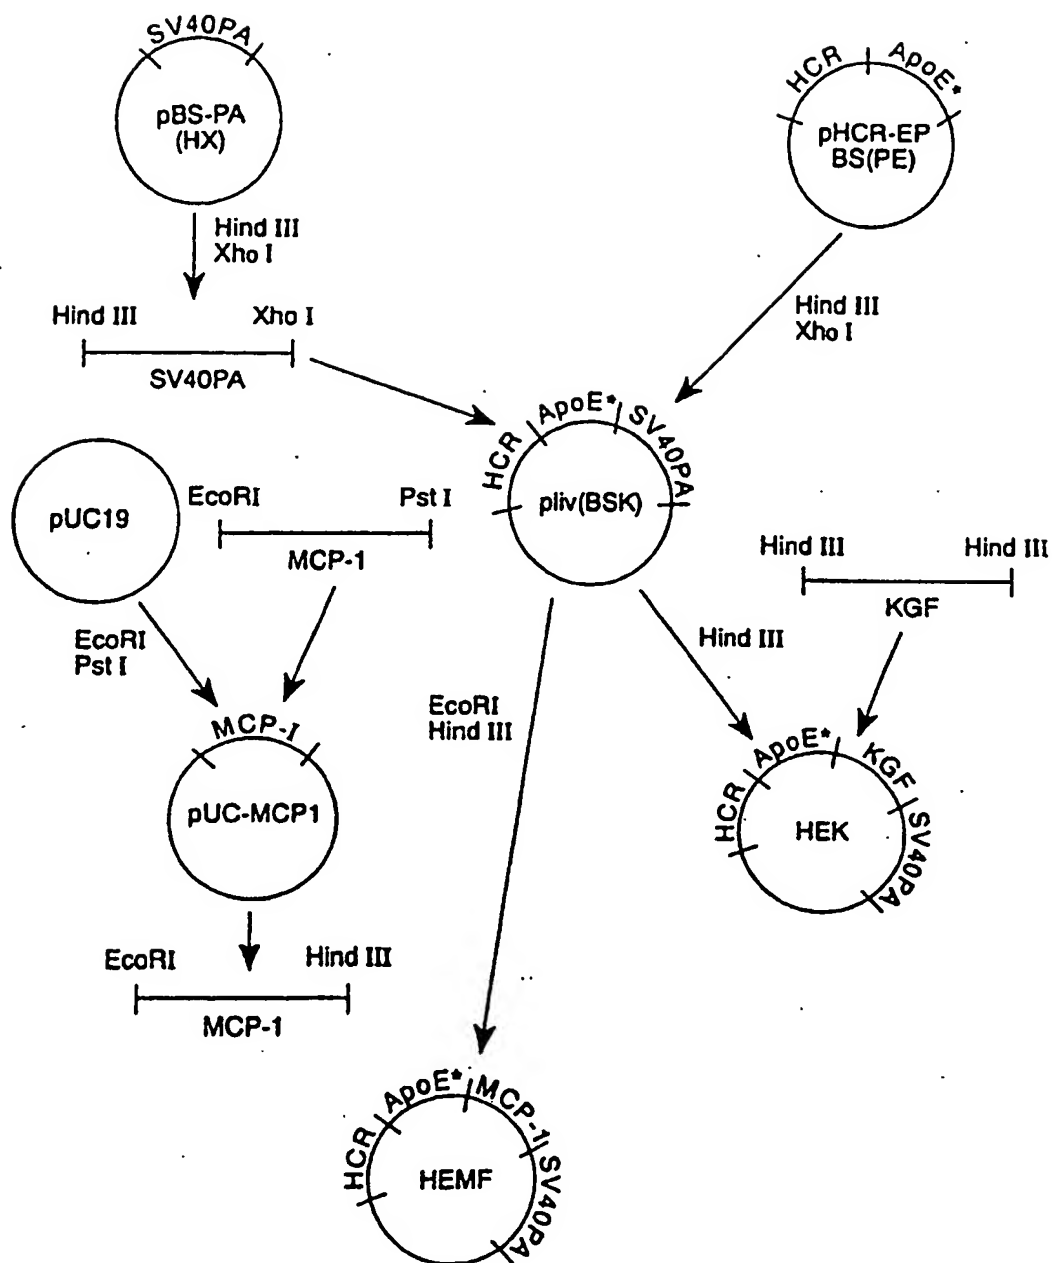 SV40PA
pBS-PA
(HX)
Hind III
Xho I
Hind III
Xho I
SV40PA
HCR
ApoE*
pHCR-EP
BS(PE)
Hind III
Xho I
HCR
ApoE*
SV40PA
pliv(BSK)
pUC19
EcoRI
Pst I
MCP-1
EcoRI
Pst I
MCP-I
pUC-MCP1
EcoRI
Hind III
MCP-1
Hind III
Hind III
KGF
Hind III
HCR
ApoE*
KGF
SV40PA
HEK
EcoRI
Hind III
HCR
ApoE*
MCP-1
SV40PA
HEMF